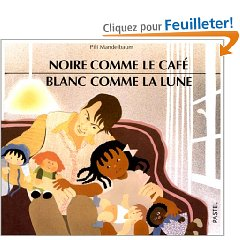 Cliquez pour Feuilleter!
Pili Mandelbaum
NOIRE COMME LE CAFÉ
BLANC COMME LA LUNE
PASTEL